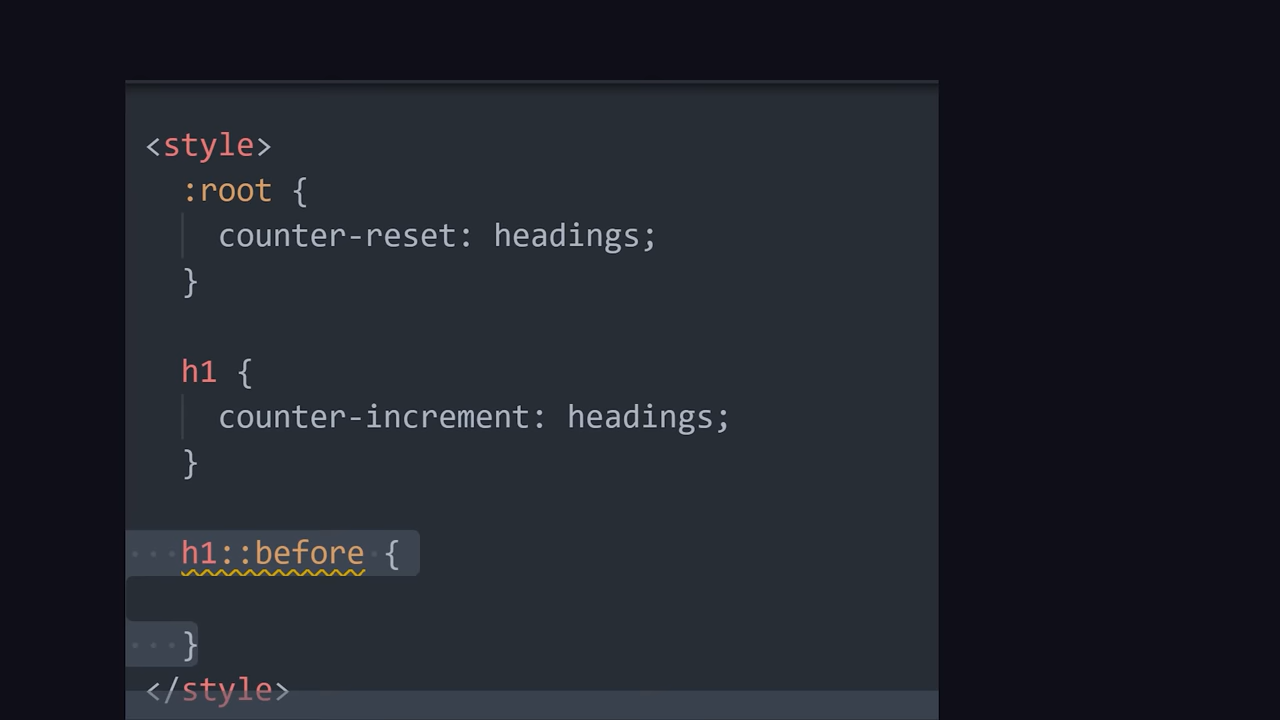 <style>
:root {
counter-reset: headings;
}
h1 {
counter-increment: headings;
}
h1::before {
}
</style>